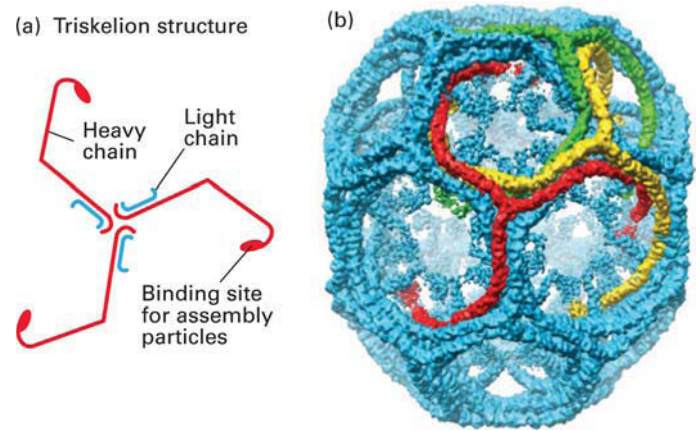 (a) Triskelion structure
(b)
Heavy
chain
Light
chain
Binding site
for assembly
particles